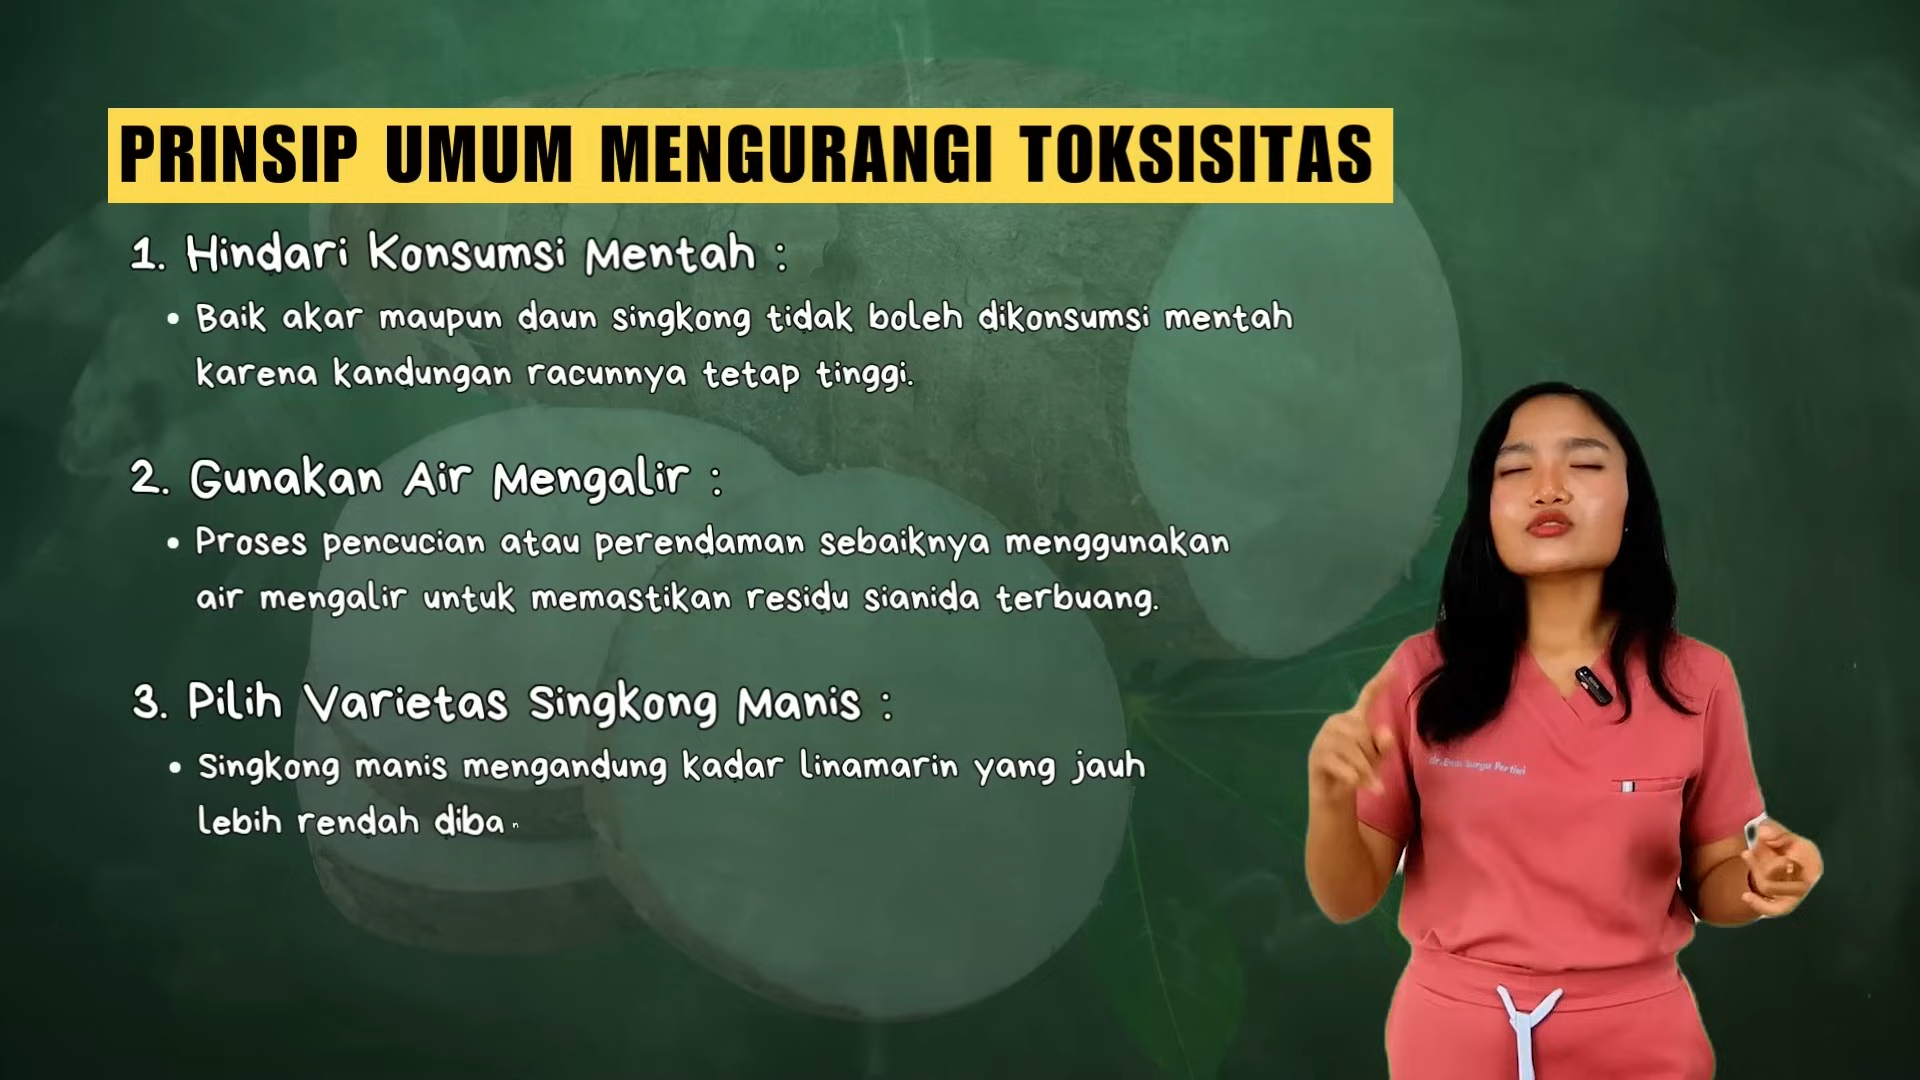 PRINSIP UMUM MENGURANGI TOKSISITAS
1. Hindari Konsumsi Mentah :
• Baik akar maupun daun singkong tidak boleh dikonsumsi mentah
karena kandungan racunnya tetap tinggi.
2. Gunakan Air Mengalir :
• Proses pencucian atau perendaman sebaiknya menggunakan
air mengalir untuk memastikan residu sianida terbuang.
3. Pilih Varietas Singkong Manis :
• Singkong manis mengandung kadar linamarin yang jauh
lebih rendah diban
Pertiwi